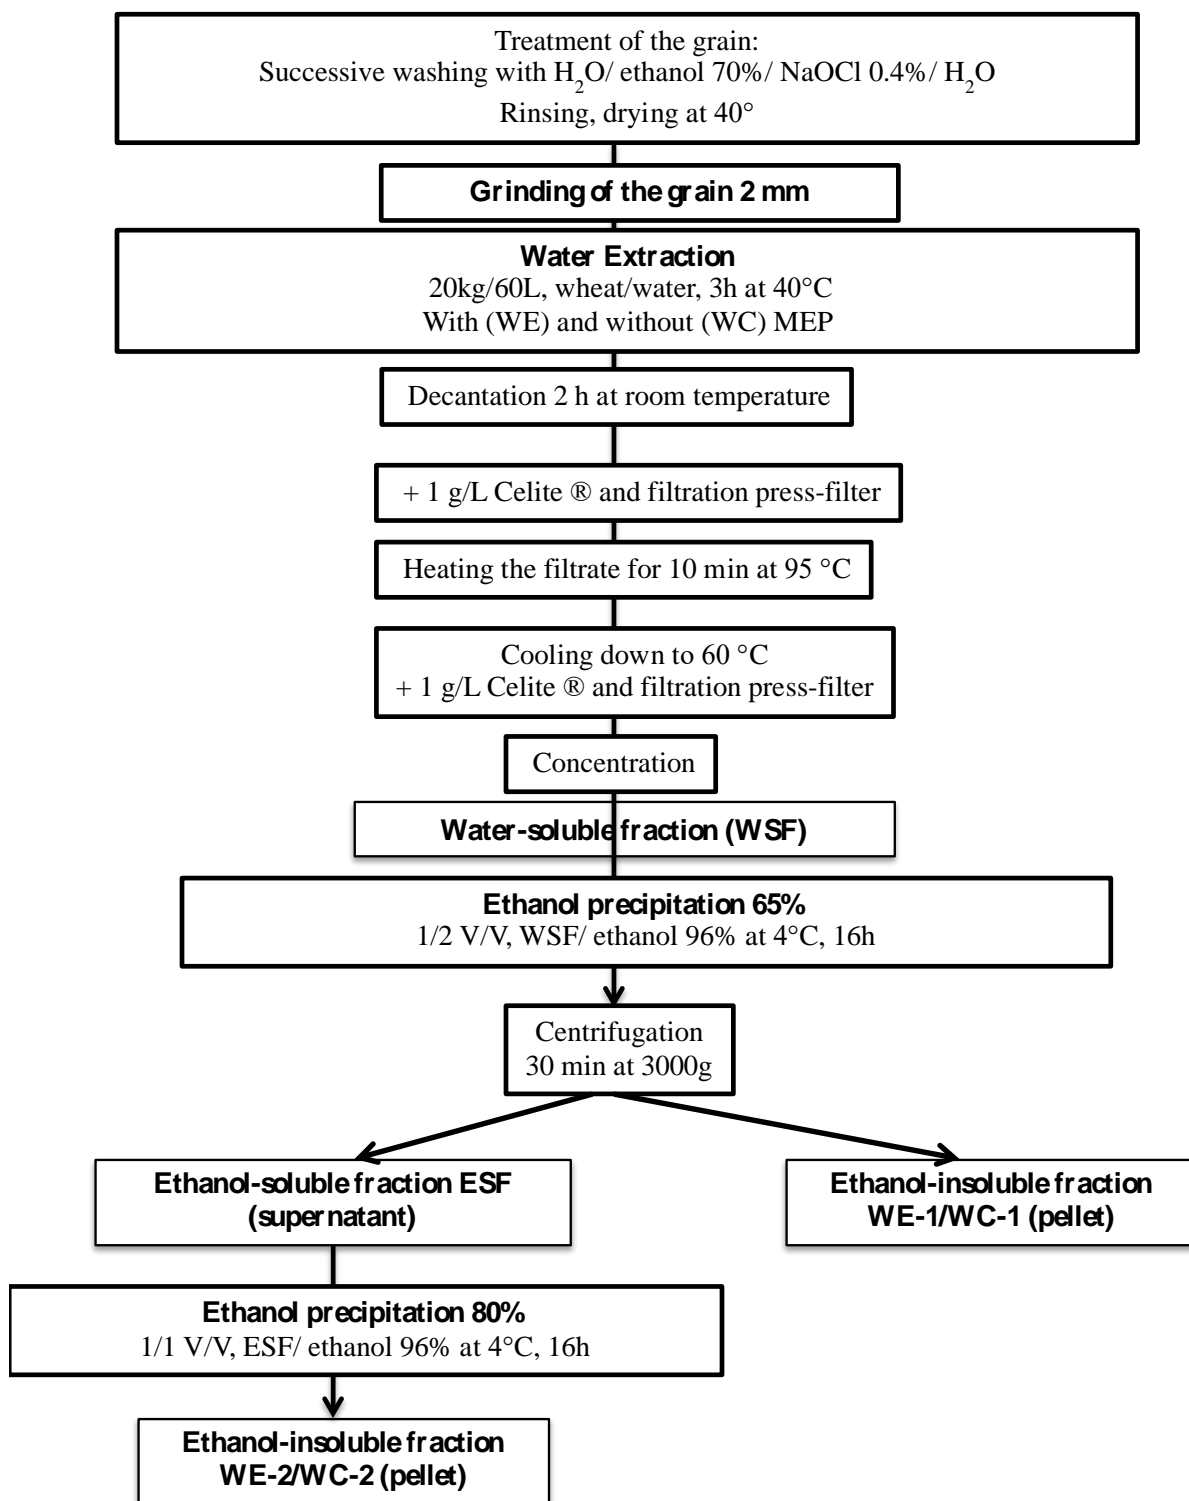 Treatment of the grain:
Successive washing with H₂O/ ethanol 70%/ NaOCl 0.4%/ H₂O
Rinsing, drying at 40°
Grinding of the grain 2 mm
Water Extraction
20kg/60L, wheat/water, 3h at 40°C
With (WE) and without (WC) MEP
Decantation 2 h at room temperature
+ 1 g/L Celite ® and filtration press-filter
Heating the filtrate for 10 min at 95 °C
Cooling down to 60 °C
+ 1 g/L Celite ® and filtration press-filter
Concentration
Water-soluble fraction (WSF)
Ethanol precipitation 65%
1/2 V/V, WSF/ ethanol 96% at 4°C, 16h
Centrifugation
30 min at 3000g
Ethanol-soluble fraction ESF
(supernatant)
Ethanol-insoluble fraction
WE-1/WC-1 (pellet)
Ethanol precipitation 80%
1/1 V/V, ESF/ ethanol 96% at 4°C, 16h
Ethanol-insoluble fraction
WE-2/WC-2 (pellet)